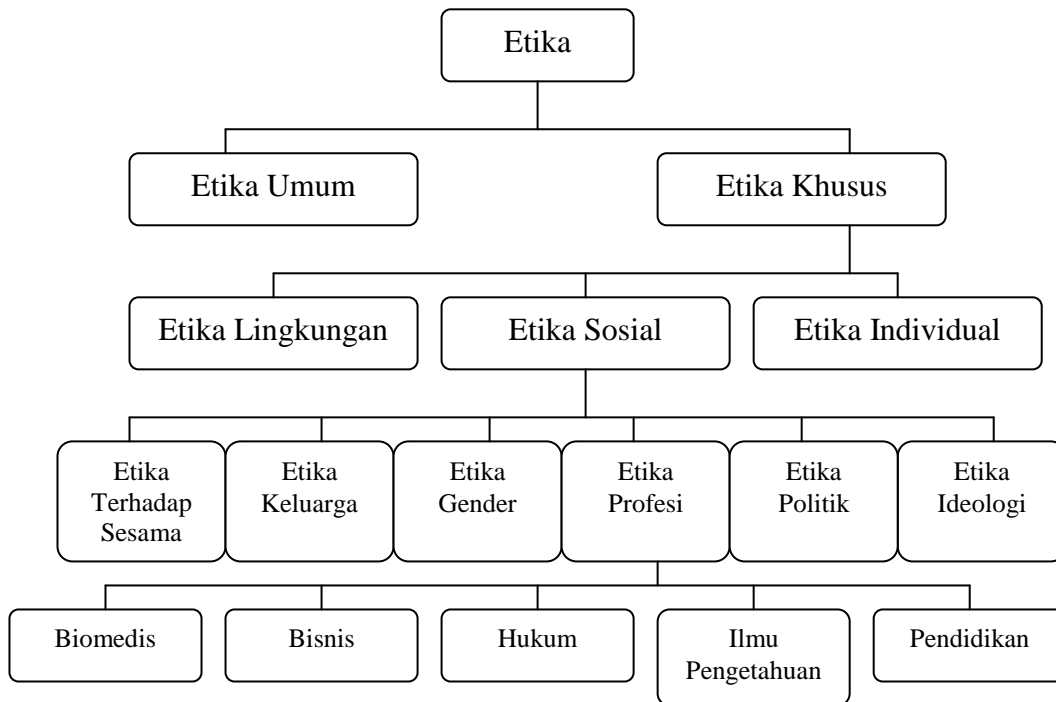 Etika
Etika Umum
Etika Khusus
Etika Lingkungan
Etika Sosial
Etika Individual
Etika
Terhadap
Sesama
Etika
Keluarga
Etika
Gender
Etika
Profesi
Etika
Politik
Etika
Ideologi
Biomedis
Bisnis
Hukum
Ilmu
Pengetahuan
Pendidikan